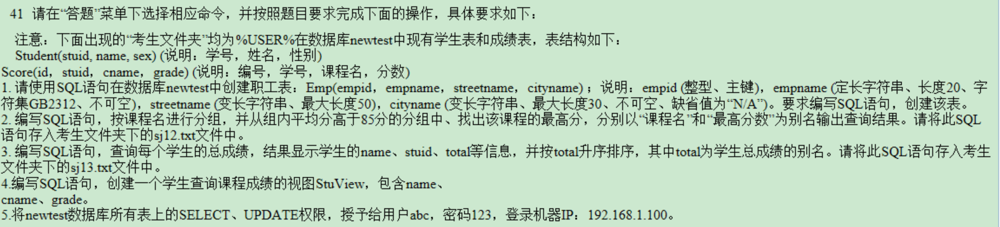 41 请在“答题”菜单下选择相应命令，并按照题目要求完成下面的操作，具体要求如下：
注意：下面出现的“考生文件夹”均为%USER%在数据库newtest中现有学生表和成绩表，表结构如下：
Student(stuid, name, sex) (说明：学号，姓名，性别)
Score(id，stuid，cname，grade) (说明：编号，学号，课程名，分数)
1. 请使用SQL语句在数据库newtest中创建职工表：Emp(empid，empname，streetname，cityname)；说明：empid (整型、主键)，empname (定长字符串、长度20、字
符集GB2312、不可空)，streetname (变长字符串、最大长度50)，cityname (变长字符串、最大长度30、不可空、缺省值为“N/A”)。要求编写SQL语句，创建该表。
2. 编写SQL语句，按课程名进行分组，并从组内平均分高于85分的分组中、找出该课程的最高分，分别以“课程名”和“最高分数”为别名输出查询结果。请将此SQL
语句存入考生文件夹下的sj12.txt文件中。
3. 编写SQL语句，查询每个学生的总成绩，结果显示学生的name、stuid、total等信息，并按total升序排序，其中total为学生总成绩的别名。请将此SQL语句存入考生
文件夹下的sj13.txt文件中。
4.编写SQL语句，创建一个学生查询课程成绩的视图StuView，包含name、
cname、grade。
5.将newtest数据库所有表上的SELECT、UPDATE权限，授予给用户abc，密码123，登录机器IP：192.168.1.100。